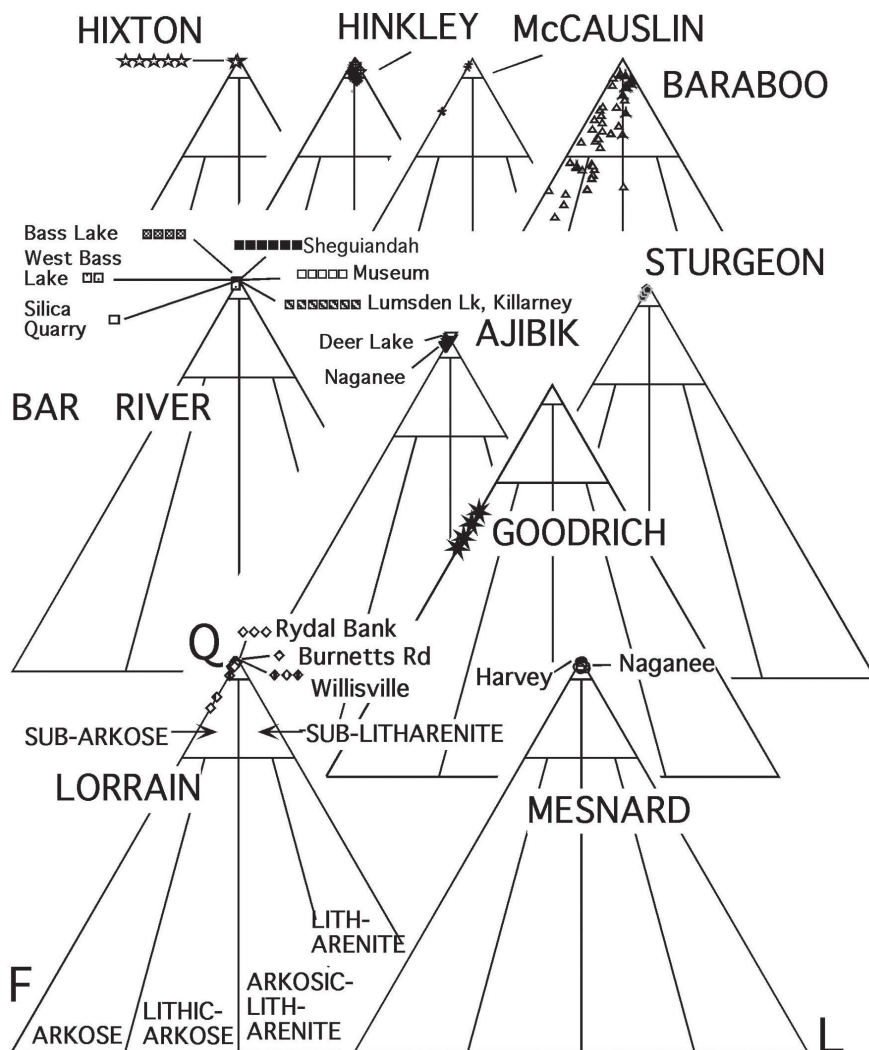 HIXTON
HINKLEY
McCAUSLIN
BARABOO
Bass Lake
West Bass
Lake
Silica
Quarry
Sheguiandah
Museum
Lumsden Lk, Killarney
STURGEON
Deer Lake
Naganee
AJIBIK
BAR RIVER
GOODRICH
Q
Rydal Bank
Burnetts Rd
Willisville
Harvey
Naganee
SUB-ARKOSE
SUB-LITHARENITE
LORRAIN
MESNARD
LITH-
ARENITE
F
ARKOSE
LITHIC-
ARKOSE
ARKOSIC-
LITH-
ARENITE
L